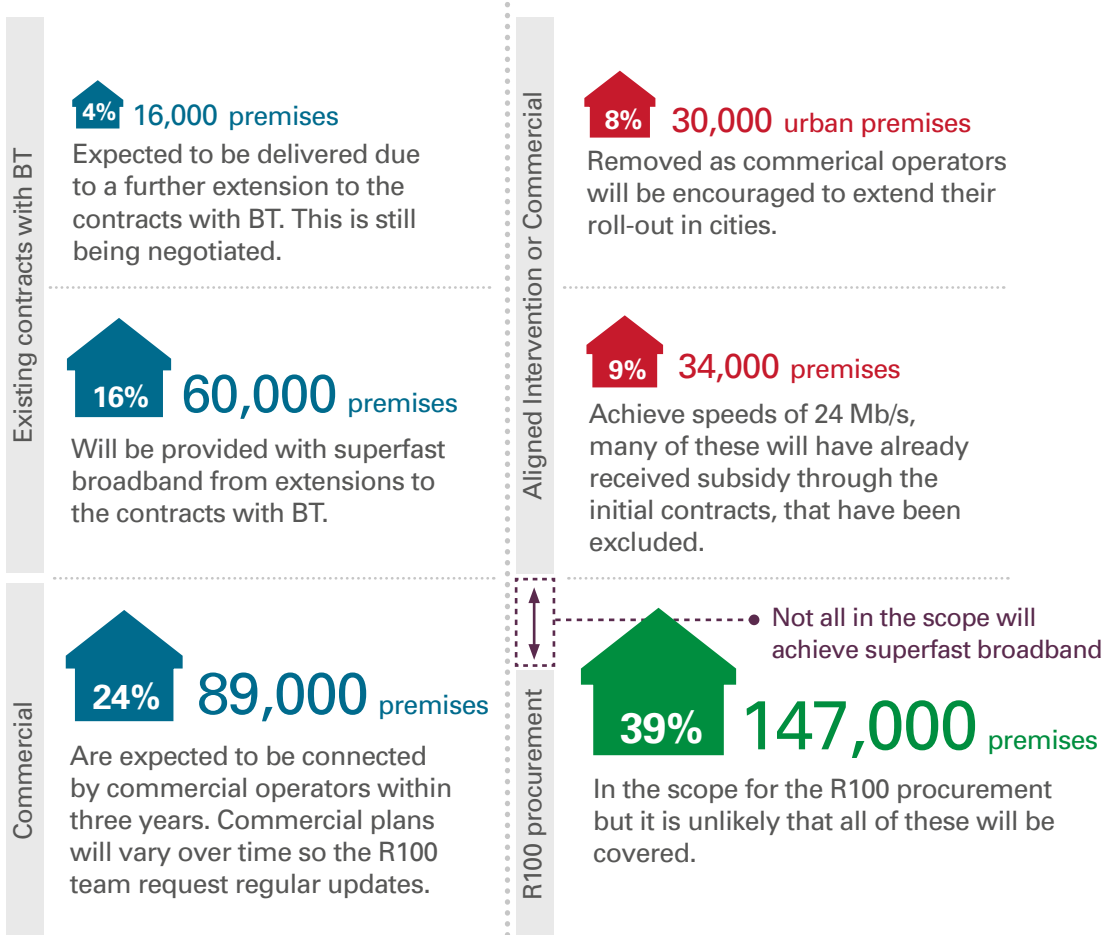 Existing contracts with BT
4% 16,000 premises
Expected to be delivered due
to a further extension to the
contracts with BT. This is still
being negotiated.
16% 60,000 premises
Will be provided with superfast
broadband from extensions to
the contracts with BT.
Commercial
24% 89,000 premises
Are expected to be connected
by commercial operators within
three years. Commercial plans
will vary over time so the R100
team request regular updates.
Aligned Intervention or Commercial
8% 30,000 urban premises
Removed as commerical operators
will be encouraged to extend their
roll-out in cities.
9% 34,000 premises
Achieve speeds of 24 Mb/s,
many of these will have already
received subsidy through the
initial contracts, that have been
excluded.
Not all in the scope will
achieve superfast broadband
R100 procurement
39% 147,000 premises
In the scope for the R100 procurement
but it is unlikely that all of these will be
covered.